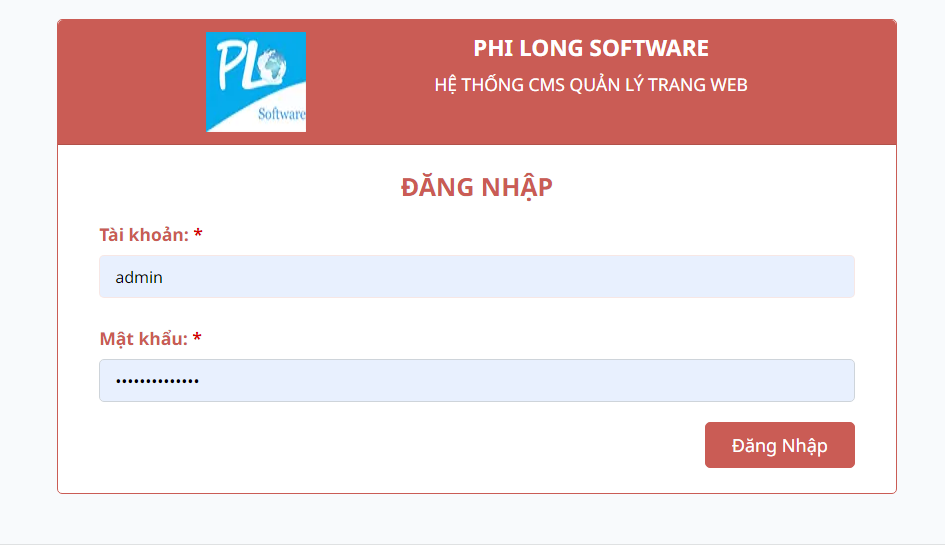 PLO
Software
PHI LONG SOFTWARE
HỆ THỐNG CMS QUẢN LÝ TRANG WEB
ĐĂNG NHẬP
Tài khoản: *
admin
Mật khẩu: *
••••••••••••••
Đăng Nhập